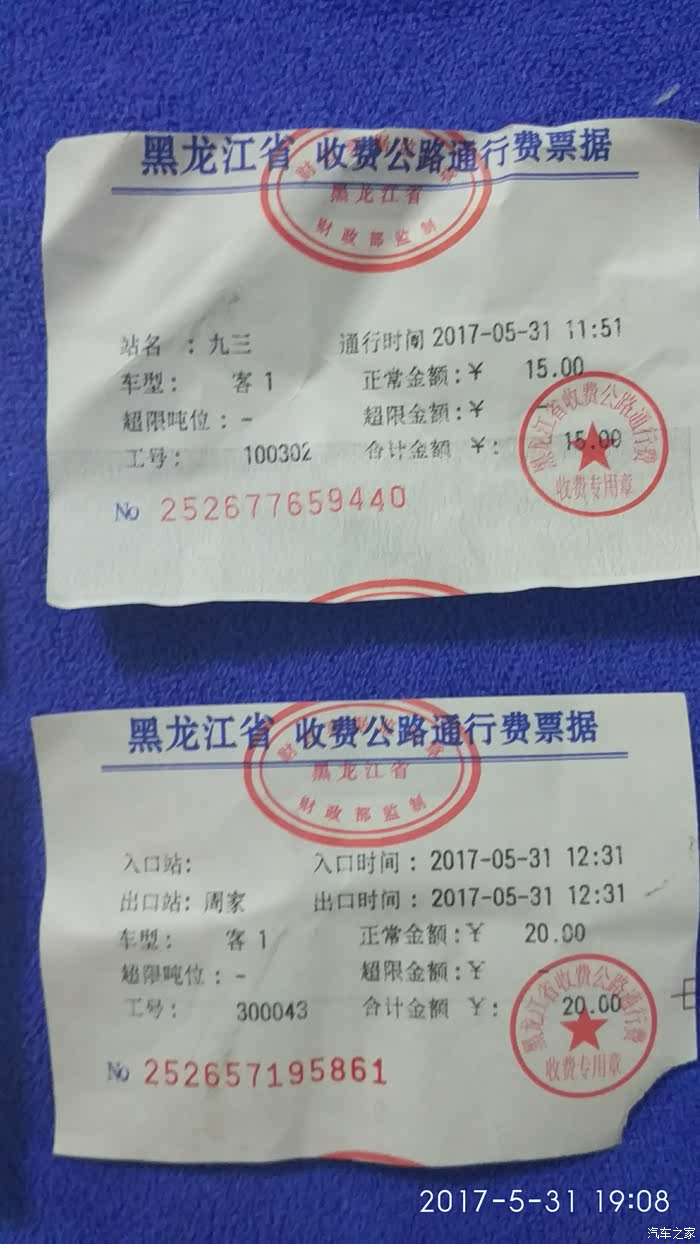 黑龙江省 收费公路通行费票据
黑龙江省
财政部监制
站名 :九三 通行时间 2017-05-31 11:51
车型: 客 1 正常金额:¥ 15.00
超限吨位 :- 超限金额:¥ -
工号: 100302 合计金额 ¥: 15.00
黑龙江省收费公路通行费
收费专用章
No 252677659440
黑龙江省 收费公路通行费票据
黑龙江省
财政部监制
入口站: 入口时间 : 2017-05-31 12:31
出口站: 周家 出口时间 : 2017-05-31 12:31
车型: 客 1 正常金额:¥ 20.00
超限吨位 :- 超限金额:¥ -
工号: 300043 合计金额 ¥: 20.00
黑龙江省收费公路通行费
收费专用章
No 252657195861
2017-5-31 19:08
汽车之家